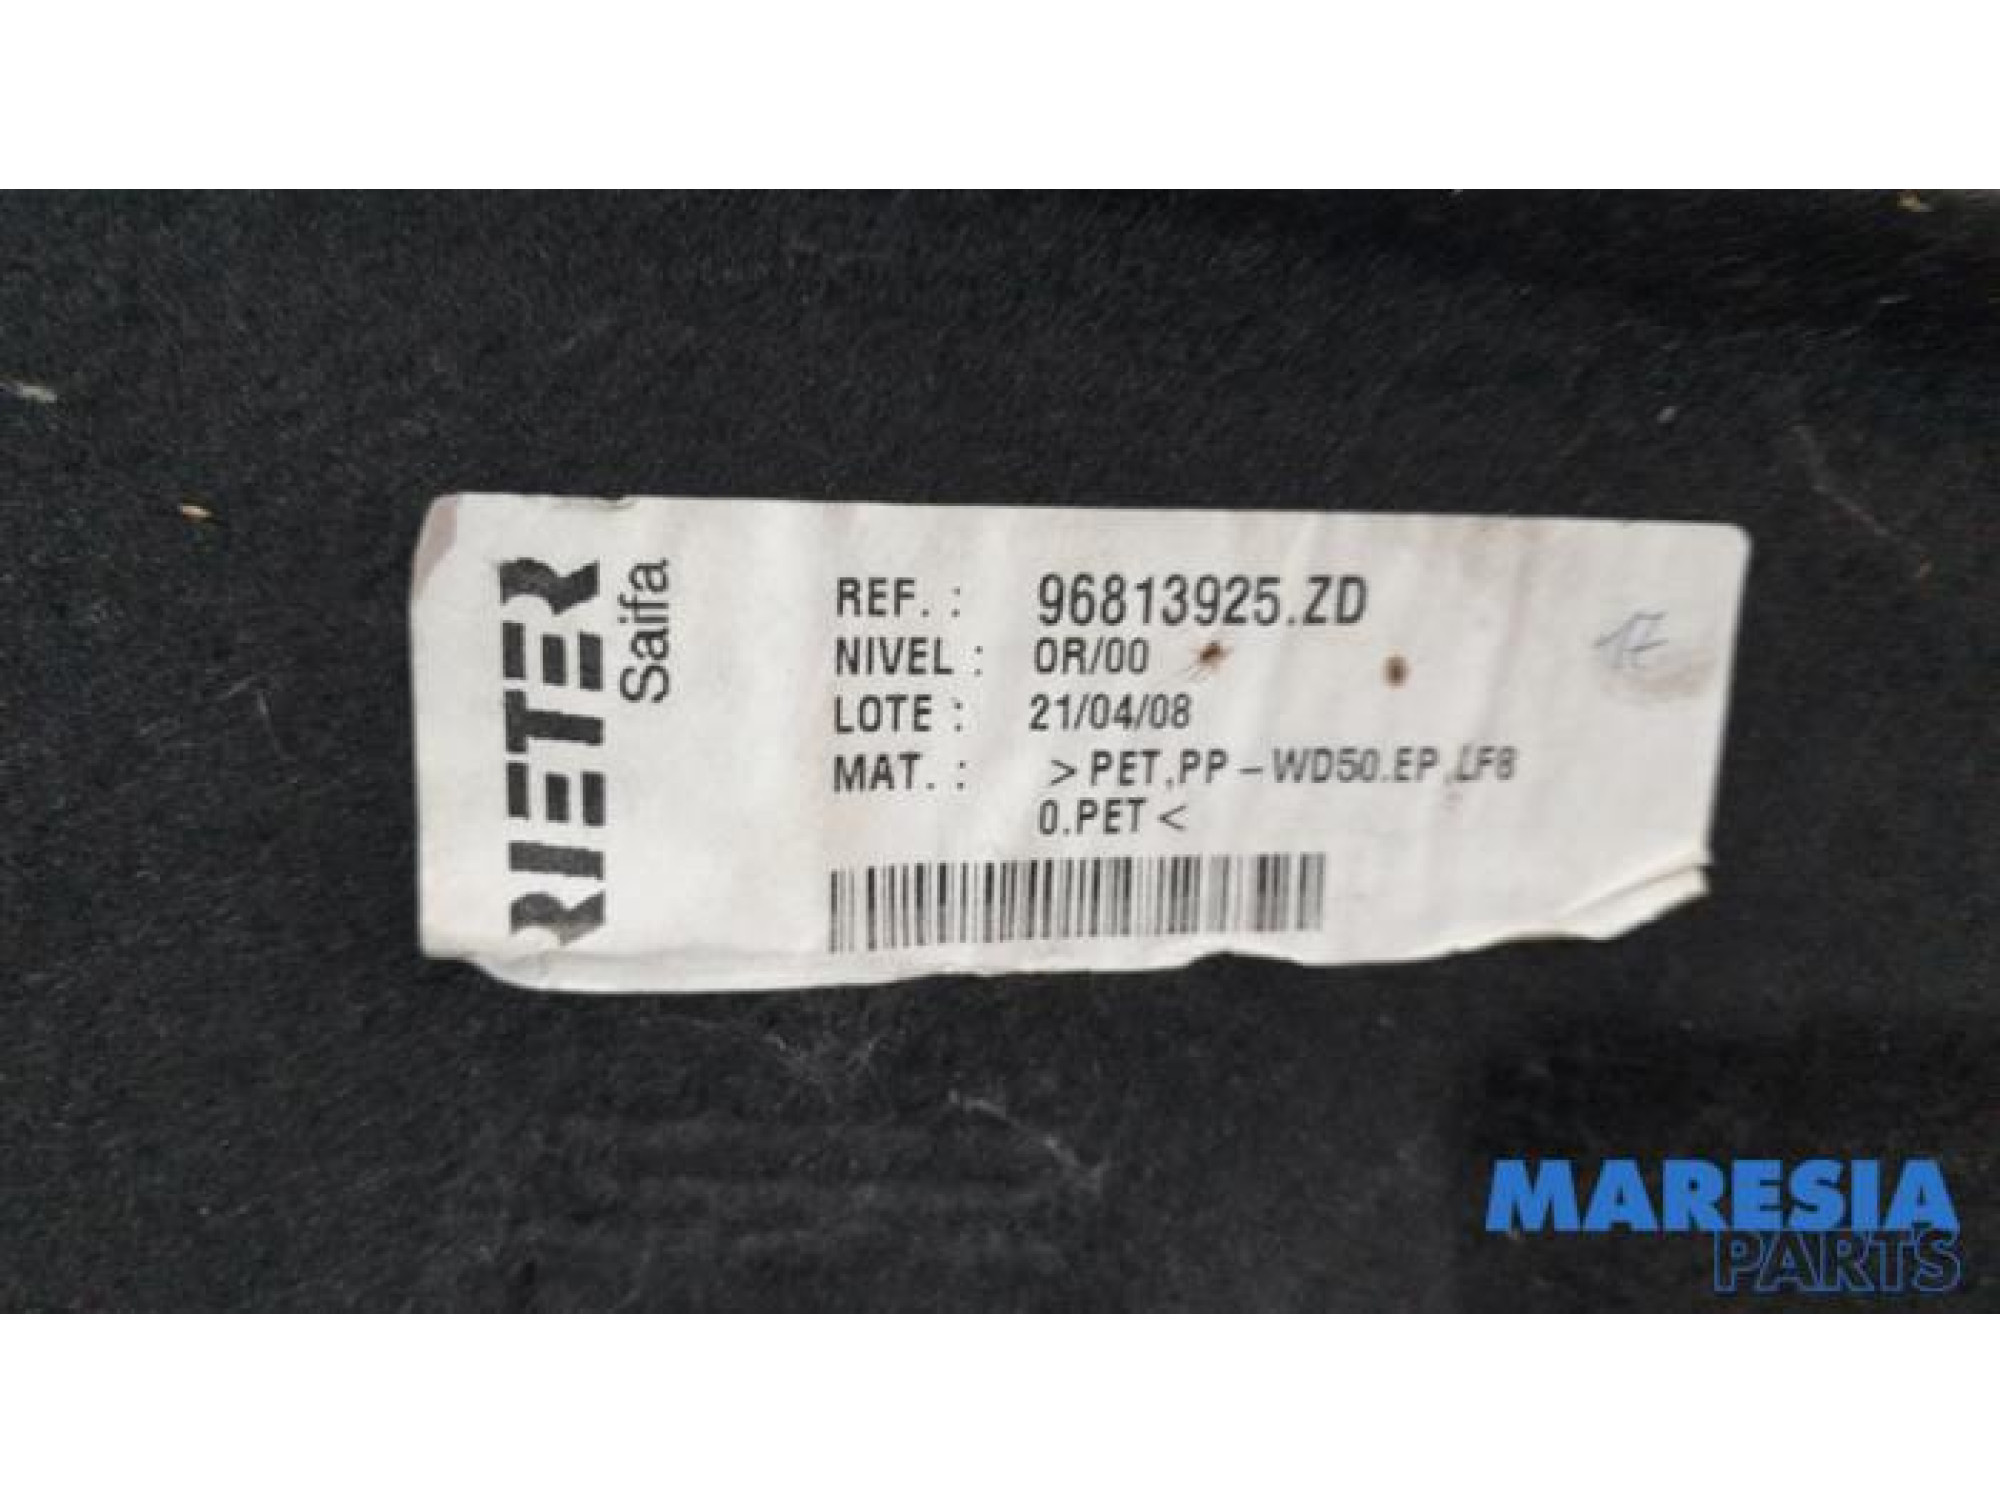 RIETER
Saifa
REF. : 96813925.ZD
NIVEL : OR/00
LOTE : 21/04/08
MAT. : >PET,PP-WD50.EP,LF8
0.PET<
17
MARESIA
PARTS